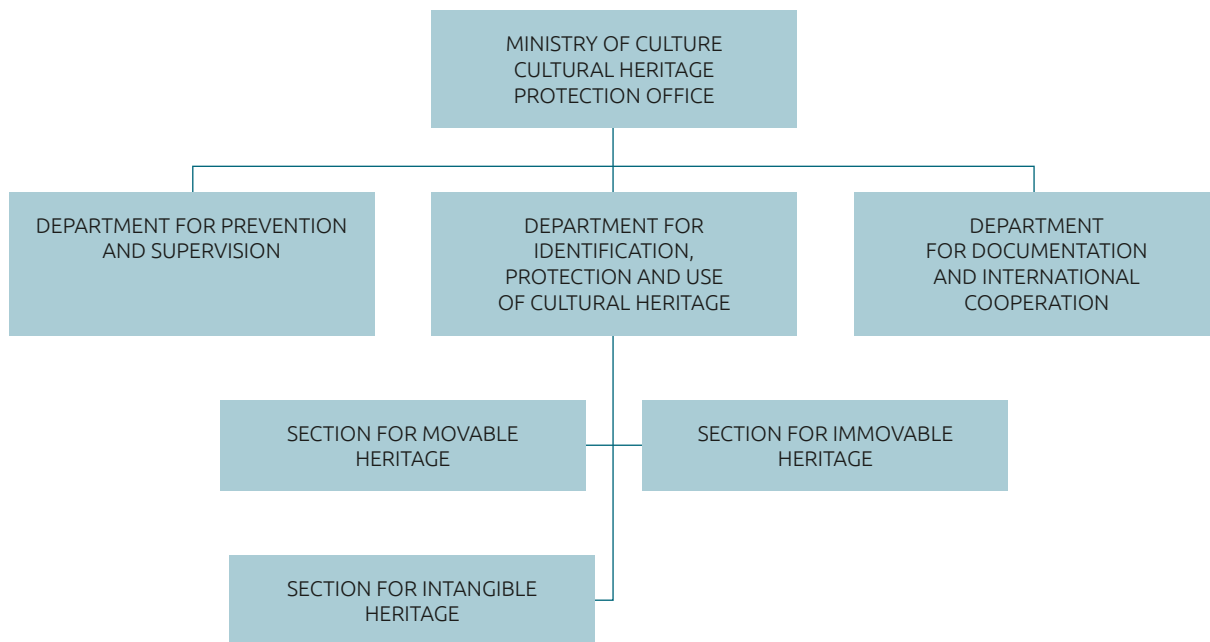 MINISTRY OF CULTURE
CULTURAL HERITAGE
PROTECTION OFFICE
DEPARTMENT FOR PREVENTION
AND SUPERVISION
DEPARTMENT FOR
IDENTIFICATION,
PROTECTION AND USE
OF CULTURAL HERITAGE
DEPARTMENT
FOR DOCUMENTATION
AND INTERNATIONAL
COOPERATION
SECTION FOR MOVABLE
HERITAGE
SECTION FOR IMMOVABLE
HERITAGE
SECTION FOR INTANGIBLE
HERITAGE